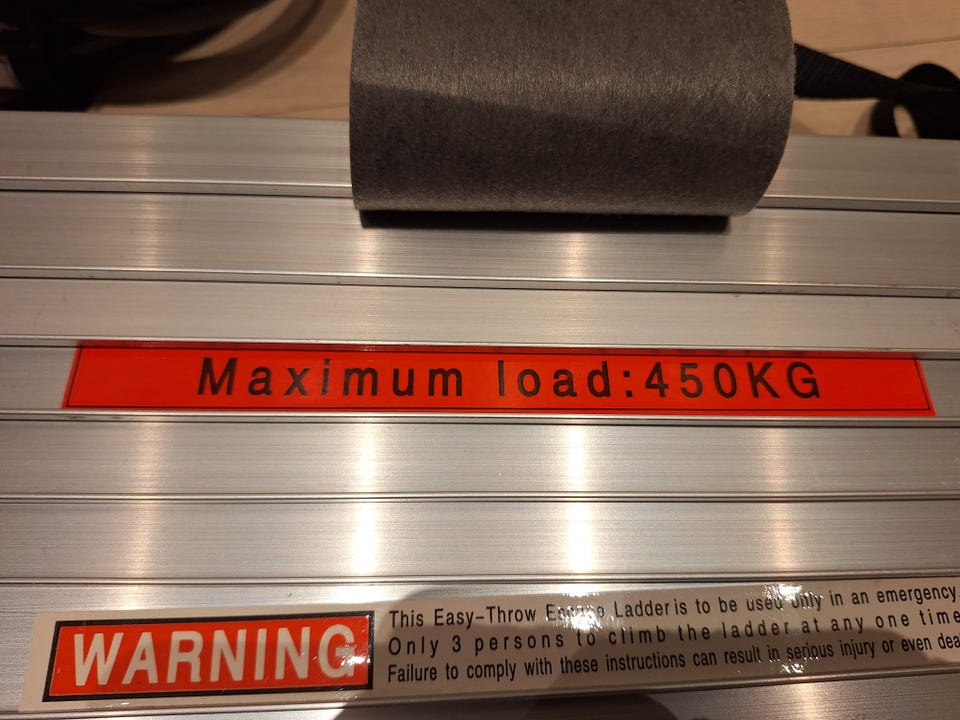 Maximum load:450KG
WARNING
This Easy-Throw Escape Ladder is to be used only in an emergency.
Only 3 persons to climb the ladder at any one time
Failure to comply with these instructions can result in serious injury or even